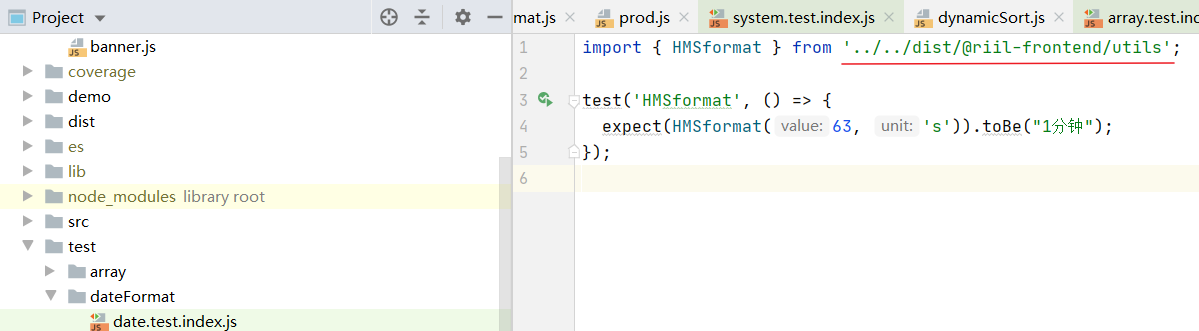 Project
banner.js
coverage
demo
dist
es
lib
node_modules library root
src
test
array
dateFormat
date.test.index.js
mat.js prod.js system.test.index.js dynamicSort.js array.test.ind
1 import { HMSformat } from '../../dist/@riil-frontend/utils';
2
3 test('HMSformat', () => {
4 expect(HMSformat( value: 63, unit: 's')).toBe("1分钟");
5 });
6